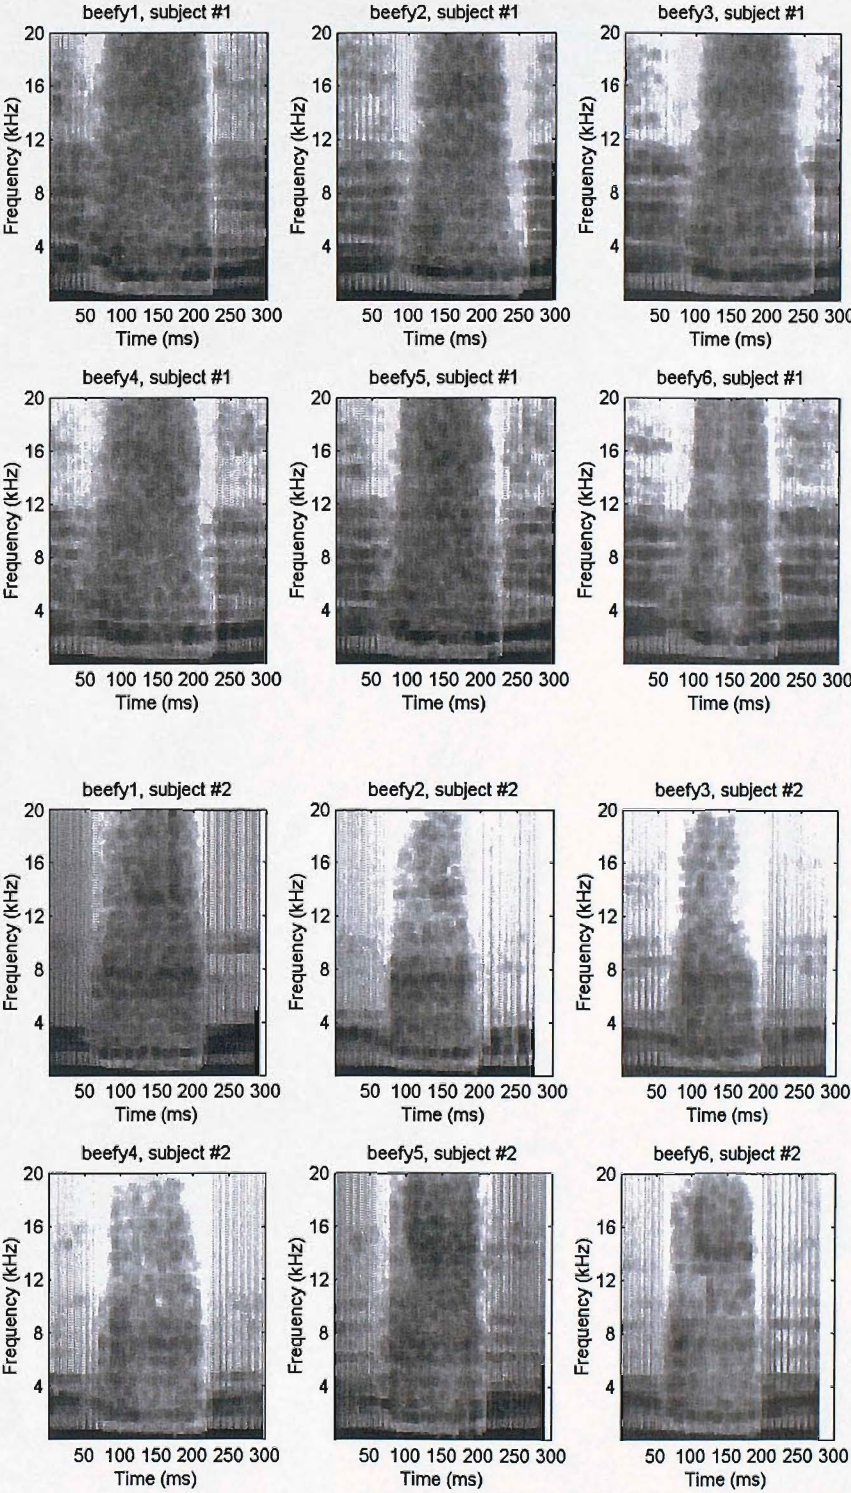 beefy1, subject #1 beefy2, subject #1 beefy3, subject #1
20 20 20
16 16 16
12 12 12
8 8 8
4 4 4
Frequency (kHz) Frequency (kHz) Frequency (kHz)
50 100 150 200 250 300 50 100 150 200 250 300 50 100 150 200 250 300
Time (ms) Time (ms) Time (ms)
beefy4, subject #1 beefy5, subject #1 beefy6, subject #1
20 20 20
16 16 16
12 12 12
8 8 8
4 4 4
Frequency (kHz) Frequency (kHz) Frequency (kHz)
50 100 150 200 250 300 50 100 150 200 250 300 50 100 150 200 250 300
Time (ms) Time (ms) Time (ms)
beefy1, subject #2 beefy2, subject #2 beefy3, subject #2
20 20 20
16 16 16
12 12 12
8 8 8
4 4 4
Frequency (kHz) Frequency (kHz) Frequency (kHz)
50 100 150 200 250 300 50 100 150 200 250 300 50 100 150 200 250 300
Time (ms) Time (ms) Time (ms)
beefy4, subject #2 beefy5, subject #2 beefy6, subject #2
20 20 20
16 16 16
12 12 12
8 8 8
4 4 4
Frequency (kHz) Frequency (kHz) Frequency (kHz)
50 100 150 200 250 300 50 100 150 200 250 300 50 100 150 200 250 300
Time (ms) Time (ms) Time (ms)